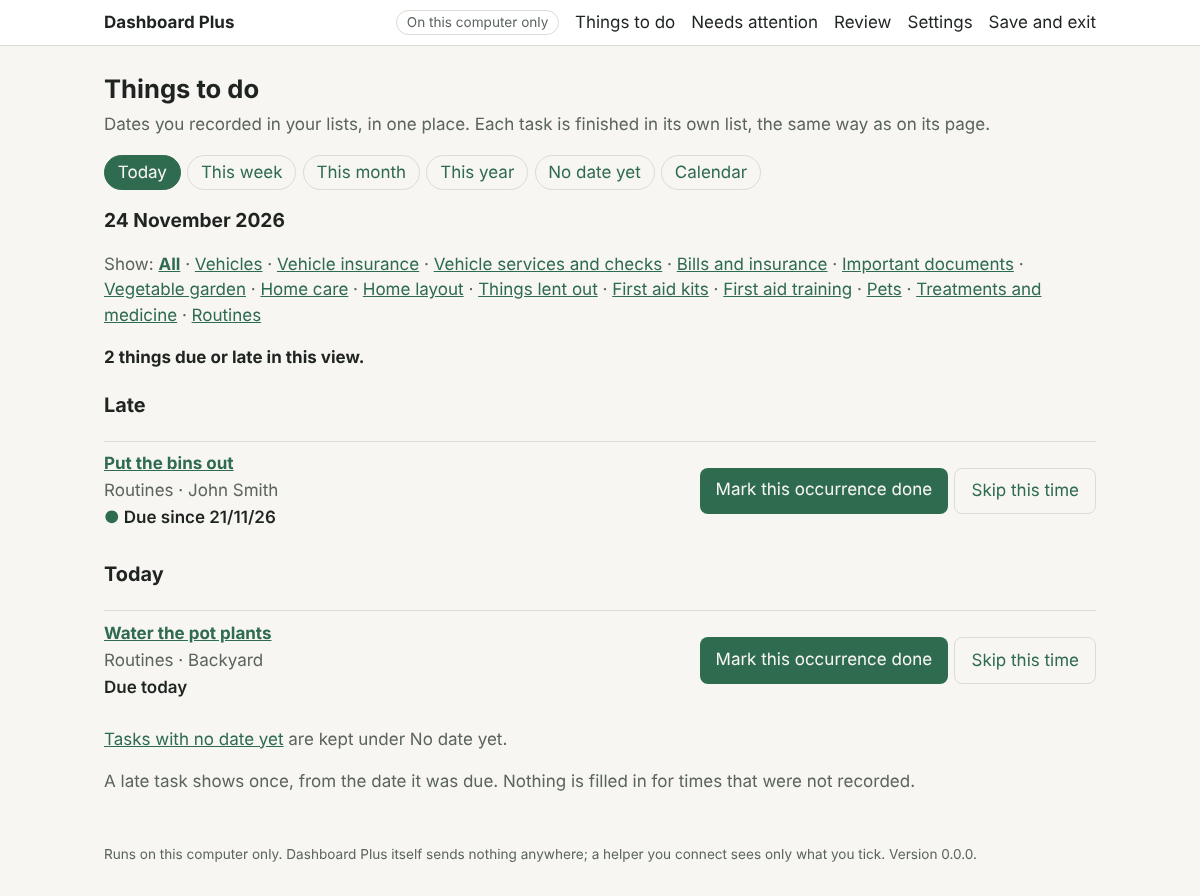 Dashboard Plus
On this computer only
Things to do
Needs attention
Review
Settings
Save and exit
Things to do
Dates you recorded in your lists, in one place. Each task is finished in its own list, the same way as on its page.
Today
This week
This month
This year
No date yet
Calendar
24 November 2026
Show: All · Vehicles · Vehicle insurance · Vehicle services and checks · Bills and insurance · Important documents ·
Vegetable garden · Home care · Home layout · Things lent out · First aid kits · First aid training · Pets · Treatments and
medicine · Routines
2 things due or late in this view.
Late
Put the bins out
Routines · John Smith
Due since 21/11/26
Mark this occurrence done
Skip this time
Today
Water the pot plants
Routines · Backyard
Due today
Mark this occurrence done
Skip this time
Tasks with no date yet are kept under No date yet.
A late task shows once, from the date it was due. Nothing is filled in for times that were not recorded.
Runs on this computer only. Dashboard Plus itself sends nothing anywhere; a helper you connect sees only what you tick. Version 0.0.0.